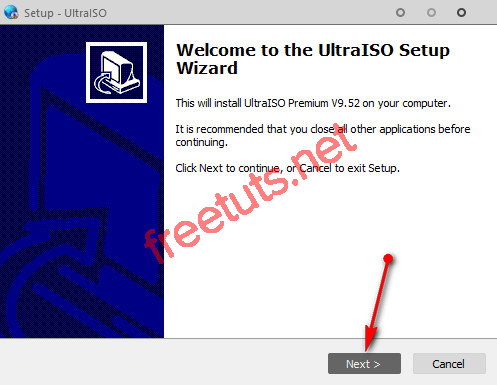 Setup - UltraISO
Welcome to the UltraISO Setup
Wizard
This will install UltraISO Premium V9.52 on your computer.
It is recommended that you close all other applications before
continuing.
Click Next to continue, or Cancel to exit Setup.
freetuts.net
Next >
Cancel